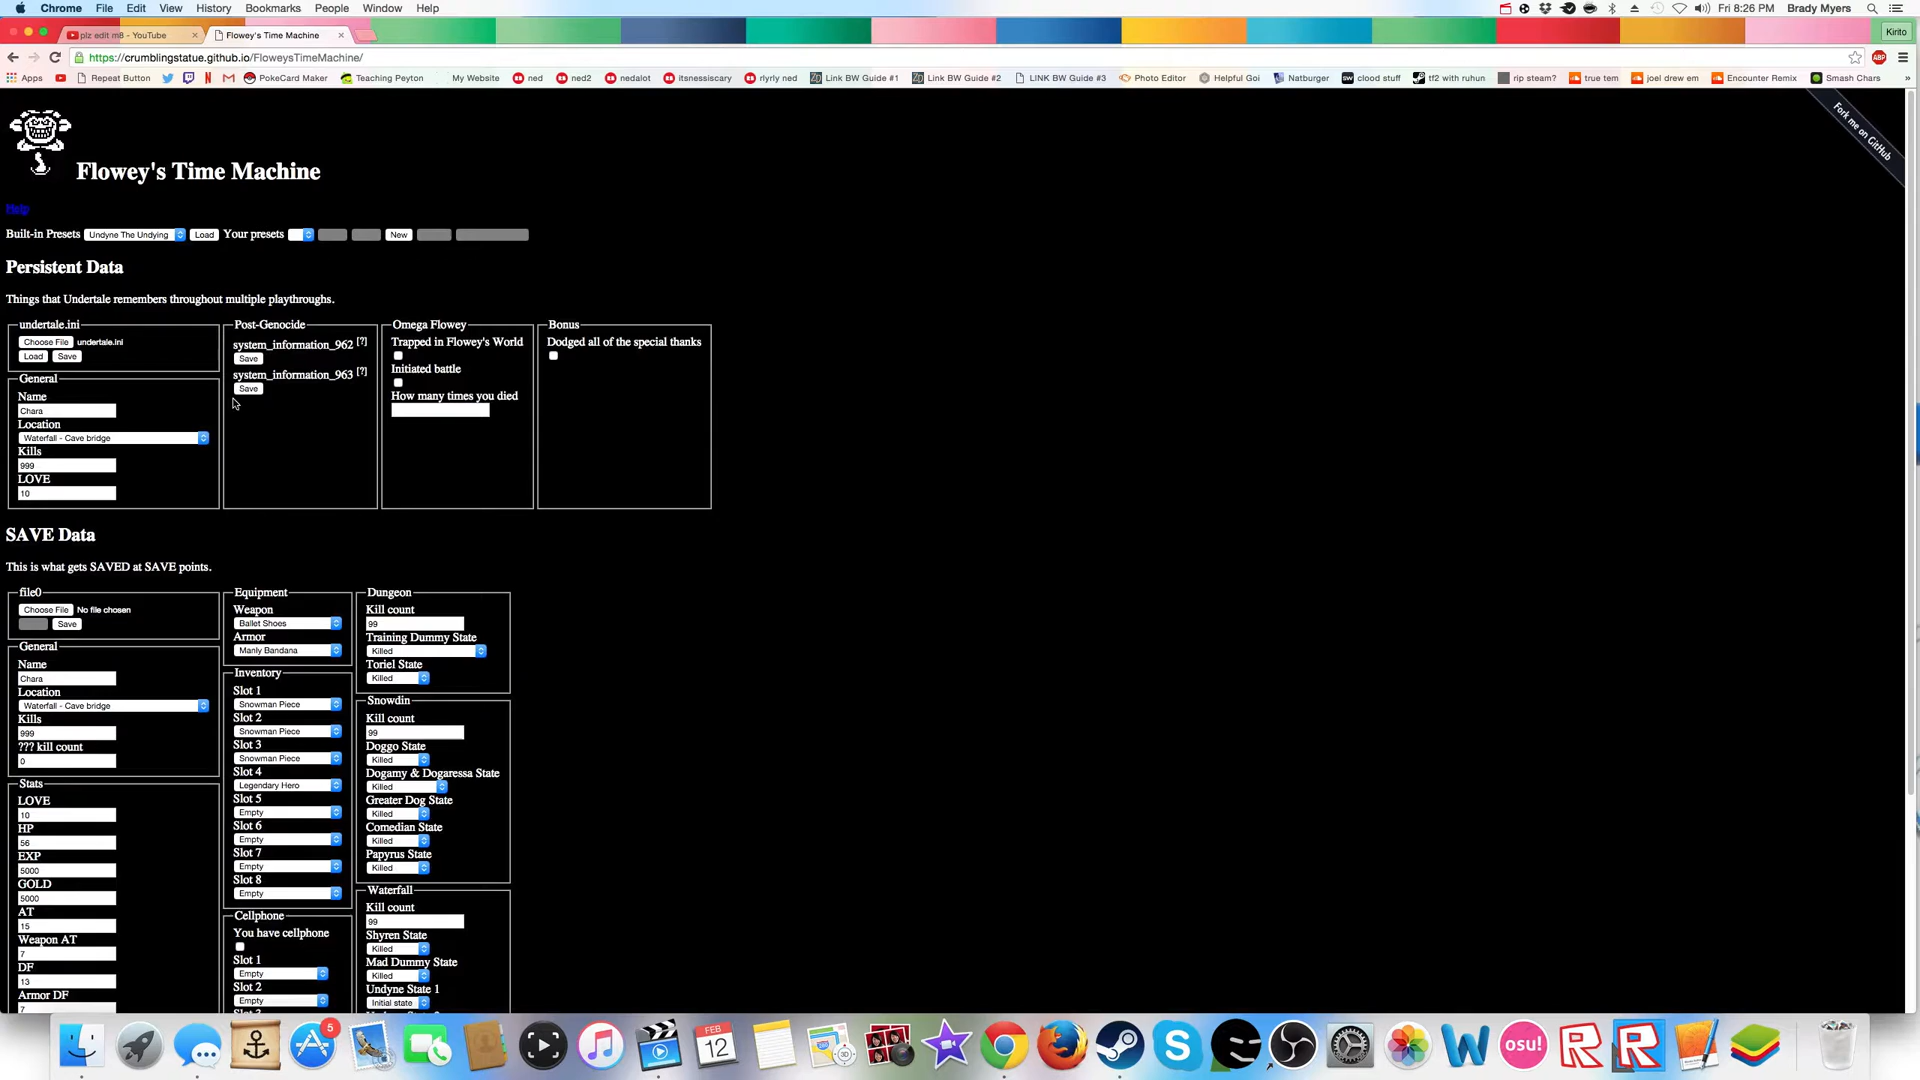 Chrome File Edit View History Bookmarks People Window Help Fri 8:26 PM Brady Myers
plz edit m8 - YouTube × Flowey's Time Machine × Kirito
https://crumblingstatue.github.io/FloweysTimeMachine/
Apps Repeat Button PokeCard Maker Teaching Peyton My Website ned ned2 nedalot itsnessiscary rlyrly ned Link BW Guide #1 Link BW Guide #2 LINK BW Guide #3 Photo Editor Helpful Goi Natburger clood stuff tf2 with ruhun rip steam? true tem joel drew em Encounter Remix Smash Chars
Fork me on GitHub
Flowey's Time Machine
Help
Built-in Presets Undyne The Undying Load Your presets New
Persistent Data
Things that Undertale remembers throughout multiple playthroughs.
undertale.ini
Choose File undertale.ini
Load Save
General
Name
Chara
Location
Waterfall - Cave bridge
Kills
999
LOVE
10
Post-Genocide
system_information_962 [?]
Save
system_information_963 [?]
Save
Omega Flowey
Trapped in Flowey's World
Initiated battle
How many times you died
Bonus
Dodged all of the special thanks
SAVE Data
This is what gets SAVED at SAVE points.
file0
Choose File No file chosen
Save
General
Name
Chara
Location
Waterfall - Cave bridge
Kills
999
??? kill count
0
Stats
LOVE
10
HP
56
EXP
5000
GOLD
5000
AT
15
Weapon AT
7
DF
13
Armor DF
7
Equipment
Weapon
Ballet Shoes
Armor
Manly Bandana
Inventory
Slot 1
Snowman Piece
Slot 2
Snowman Piece
Slot 3
Snowman Piece
Slot 4
Legendary Hero
Slot 5
Empty
Slot 6
Empty
Slot 7
Empty
Slot 8
Empty
Cellphone
You have cellphone
Slot 1
Empty
Slot 2
Empty
Dungeon
Kill count
99
Training Dummy State
Killed
Toriel State
Killed
Snowdin
Kill count
99
Doggo State
Killed
Dogamy & Dogaressa State
Killed
Greater Dog State
Killed
Comedian State
Killed
Papyrus State
Killed
Waterfall
Kill count
99
Shyren State
Killed
Mad Dummy State
Killed
Undyne State 1
Initial state
5
FEB
12
osu!